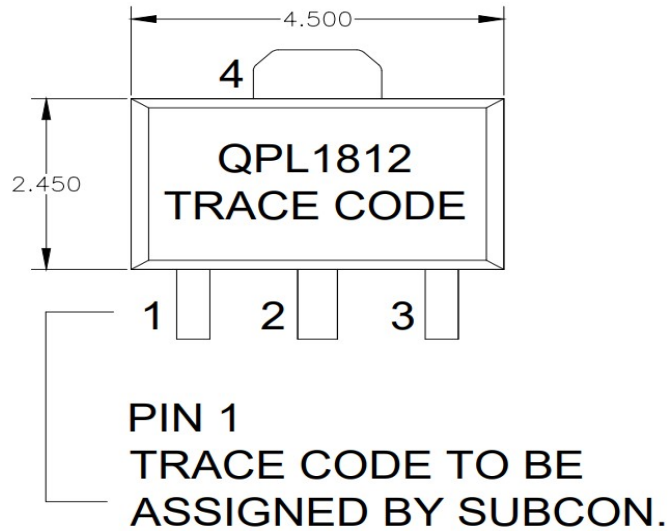 4.500
4
2.450
QPL1812
TRACE CODE
1 2 3
PIN 1
TRACE CODE TO BE
ASSIGNED BY SUBCON.